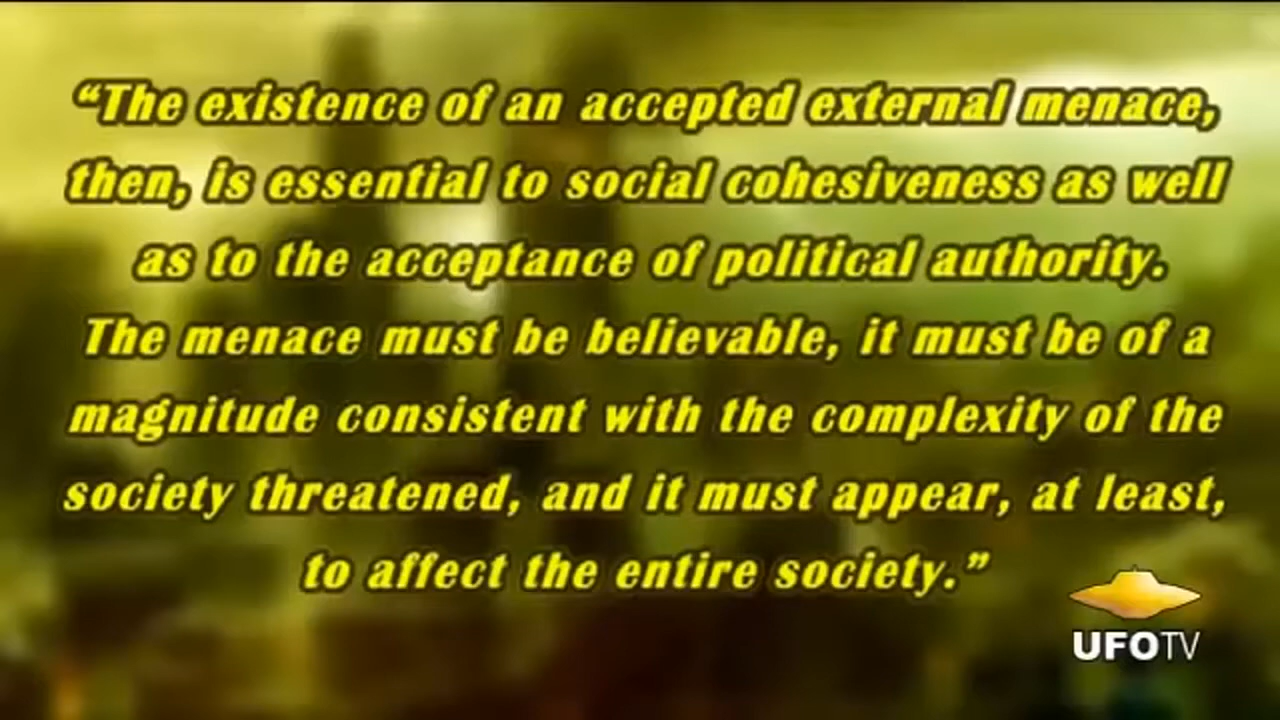 “The existence of an accepted external menace,
then, is essential to social cohesiveness as well
as to the acceptance of political authority.
The menace must be believable, it must be of a
magnitude consistent with the complexity of the
society threatened, and it must appear, at least,
to affect the entire society.”
UFOTV